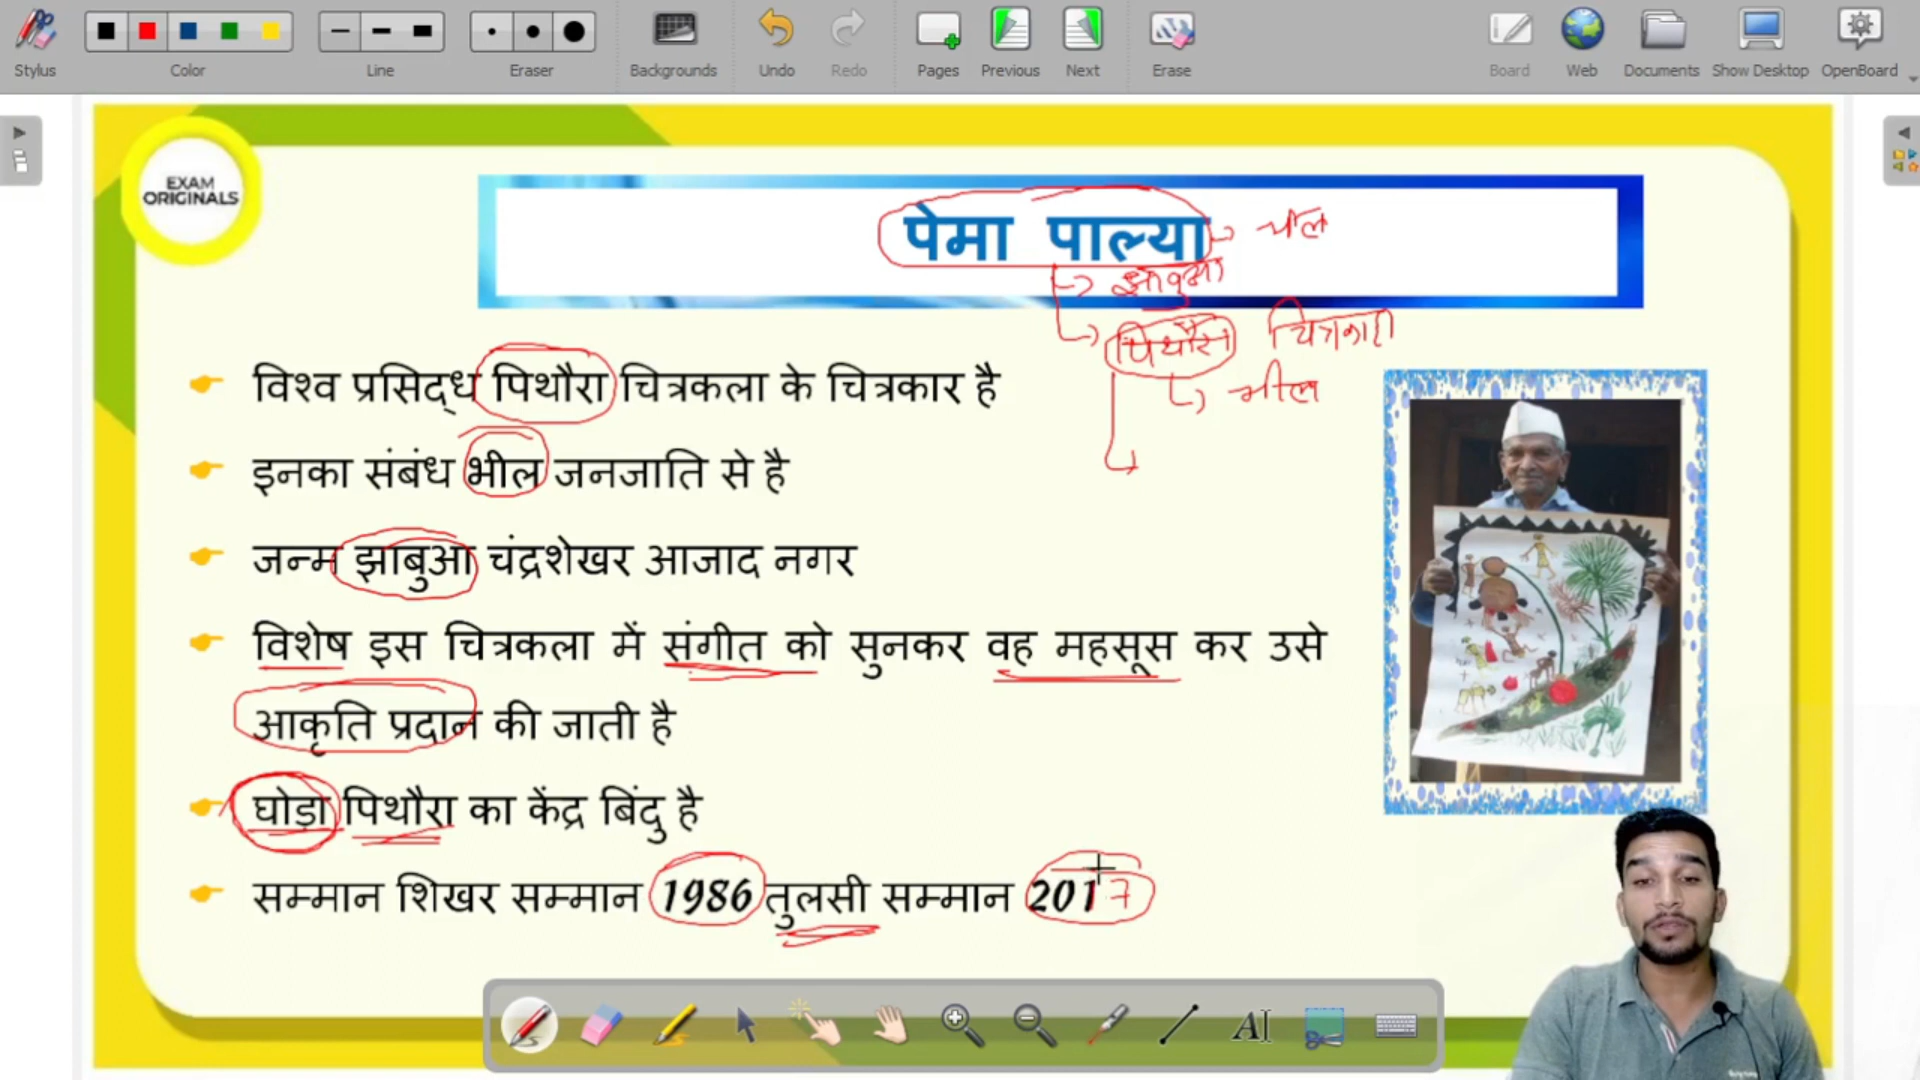 Stylus Color Line Eraser Backgrounds Undo Redo Pages Previous Next Erase Board Web Documents Show Desktop OpenBoard
EXAM
ORIGINALS
पेमा पाल्या
भील
झाबुआ
पिथौरा चित्रकारी
भील
विश्व प्रसिद्ध पिथौरा चित्रकला के चित्रकार है
इनका संबंध भील जनजाति से है
जन्म झाबुआ चंद्रशेखर आजाद नगर
विशेष इस चित्रकला में संगीत को सुनकर वह महसूस कर उसे
आकृति प्रदान की जाती है
घोड़ा पिथौरा का केंद्र बिंदु है
सम्मान शिखर सम्मान 1986 तुलसी सम्मान 2017